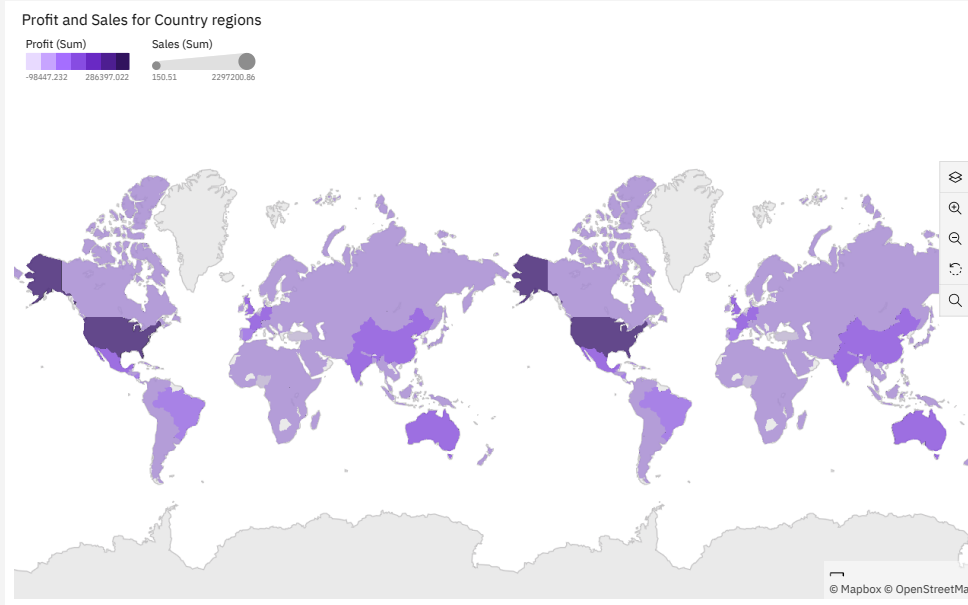 Profit and Sales for Country regions
Profit (Sum)
Sales (Sum)
-98447.232
286397.022
150.51
2297200.86
© Mapbox © OpenStreetMa